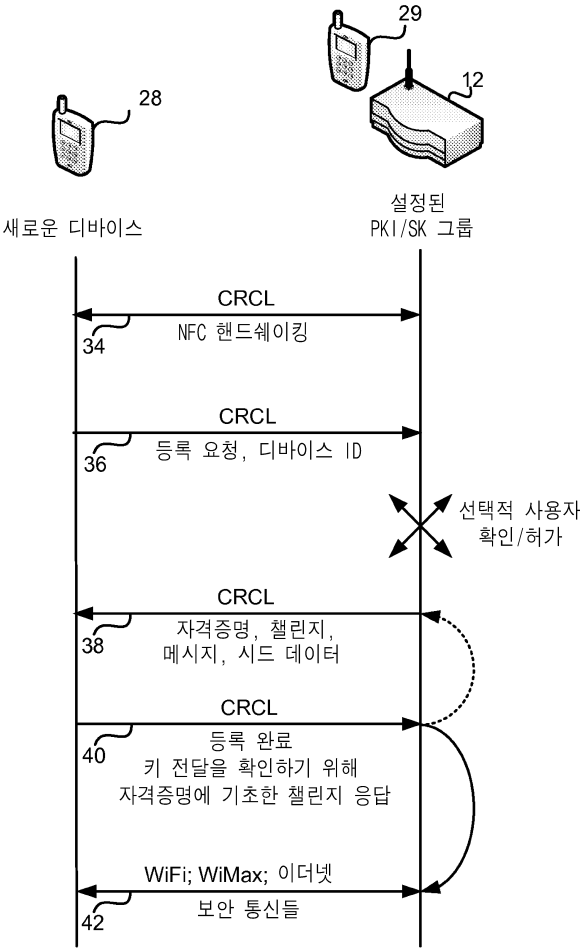 29
28
12
새로운 디바이스
설정된
PKI/SK 그룹
CRCL
34
NFC 핸드쉐이킹
CRCL
36
등록 요청, 디바이스 ID
선택적 사용자
확인/허가
CRCL
38
자격증명, 챌린지,
메시지, 시드 데이터
CRCL
40
등록 완료
키 전달을 확인하기 위해
자격증명에 기초한 챌린지 응답
WiFi; WiMax; 이더넷
42
보안 통신들